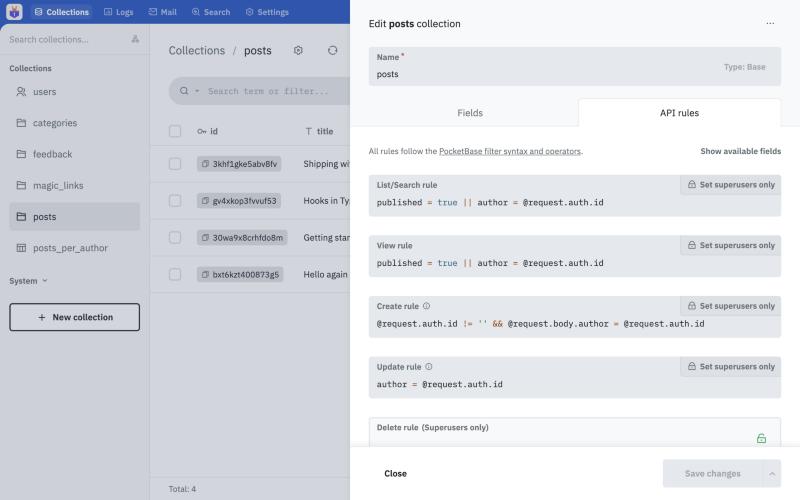 Collections
Logs
Mail
Search
Settings
Search collections...
Collections
users
categories
feedback
magic_links
posts
posts_per_author
System
+ New collection
Collections / posts
Search term or filter...
id
title
3khf1gke5abv8fv
Shipping wi
gv4xkop3fvvuf53
Hooks in Ty
30wa9x8crhfdo8m
Getting star
bxt6kzt400873g5
Hello again
Total: 4
Edit posts collection
Name *
posts
Type: Base
Fields
API rules
All rules follow the PocketBase filter syntax and operators.
Show available fields
List/Search rule
Set superusers only
published = true || author = @request.auth.id
View rule
Set superusers only
published = true || author = @request.auth.id
Create rule
Set superusers only
@request.auth.id != '' && @request.body.author = @request.auth.id
Update rule
Set superusers only
author = @request.auth.id
Delete rule (Superusers only)
Close
Save changes